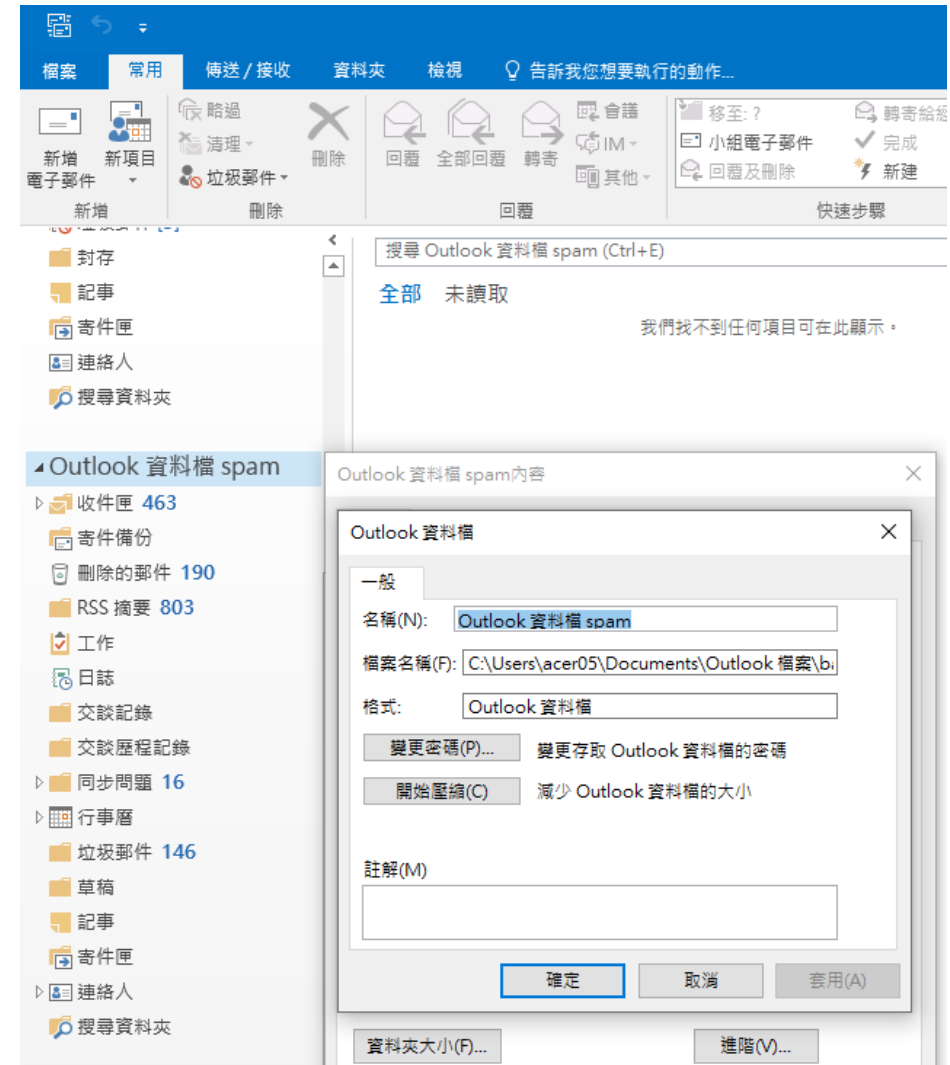 檔案 常用 傳送 / 接收 資料夾 檢視 告訴我您想要執行的動作...
新增
電子郵件
新項目
略過
清理
垃圾郵件
刪除
回覆 全部回覆 轉寄
會議
IM
其他
移至: ?
小組電子郵件
回覆及刪除
轉寄給經
完成
新建
新增 刪除 回覆 快速步驟
封存
記事
寄件匣
連絡人
搜尋資料夾
搜尋 Outlook 資料檔 spam (Ctrl+E)
全部 未讀取
我們找不到任何項目可在此顯示。
Outlook 資料檔 spam
收件匣 463
寄件備份
刪除的郵件 190
RSS 摘要 803
工作
日誌
交談記錄
交談歷程記錄
同步問題 16
行事曆
垃圾郵件 146
草稿
記事
寄件匣
連絡人
搜尋資料夾
Outlook 資料檔 spam內容
Outlook 資料檔
一般
名稱(N): Outlook 資料檔 spam
檔案名稱(F): C:\Users\acer05\Documents\Outlook 檔案\ba
格式: Outlook 資料檔
變更密碼(P)... 變更存取 Outlook 資料檔的密碼
開始壓縮(C) 減少 Outlook 資料檔的大小
註解(M)
確定 取消 套用(A)
資料夾大小(F)... 進階(V)...